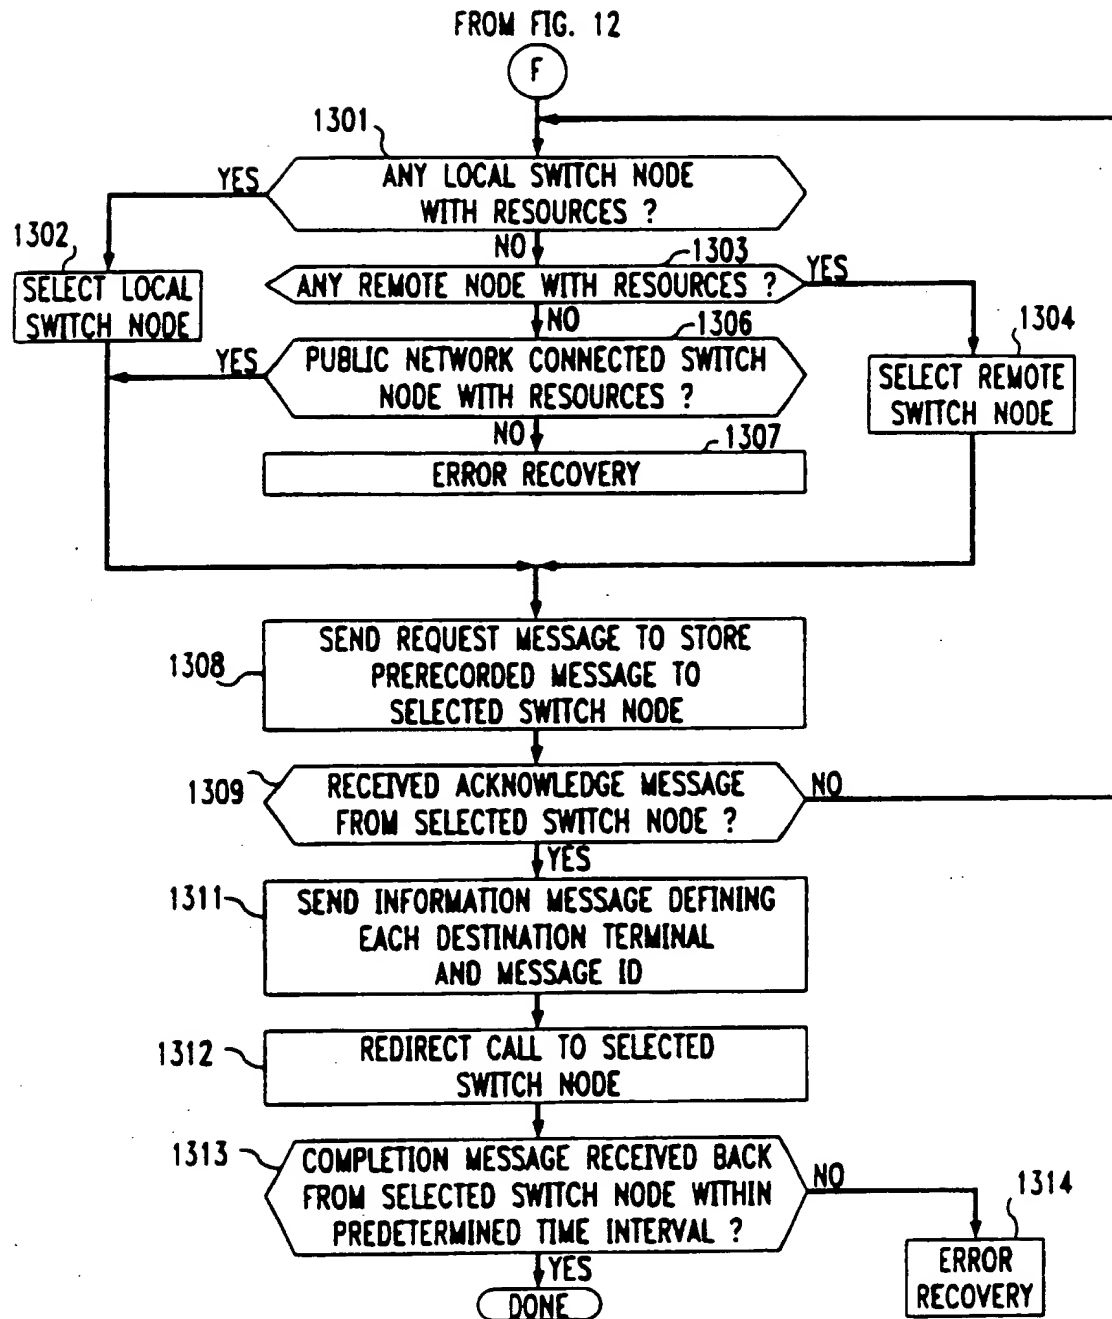 FROM FIG. 12
F
1301
ANY LOCAL SWITCH NODE
WITH RESOURCES ?
YES
NO
1302
SELECT LOCAL
SWITCH NODE
1303
ANY REMOTE NODE WITH RESOURCES ?
YES
NO
1304
SELECT REMOTE
SWITCH NODE
1306
PUBLIC NETWORK CONNECTED SWITCH
NODE WITH RESOURCES ?
YES
NO
1307
ERROR RECOVERY
1308
SEND REQUEST MESSAGE TO STORE
PRERECORDED MESSAGE TO
SELECTED SWITCH NODE
1309
RECEIVED ACKNOWLEDGE MESSAGE
FROM SELECTED SWITCH NODE ?
NO
YES
1311
SEND INFORMATION MESSAGE DEFINING
EACH DESTINATION TERMINAL
AND MESSAGE ID
1312
REDIRECT CALL TO SELECTED
SWITCH NODE
1313
COMPLETION MESSAGE RECEIVED BACK
FROM SELECTED SWITCH NODE WITHIN
PREDETERMINED TIME INTERVAL ?
NO
YES
1314
ERROR
RECOVERY
DONE